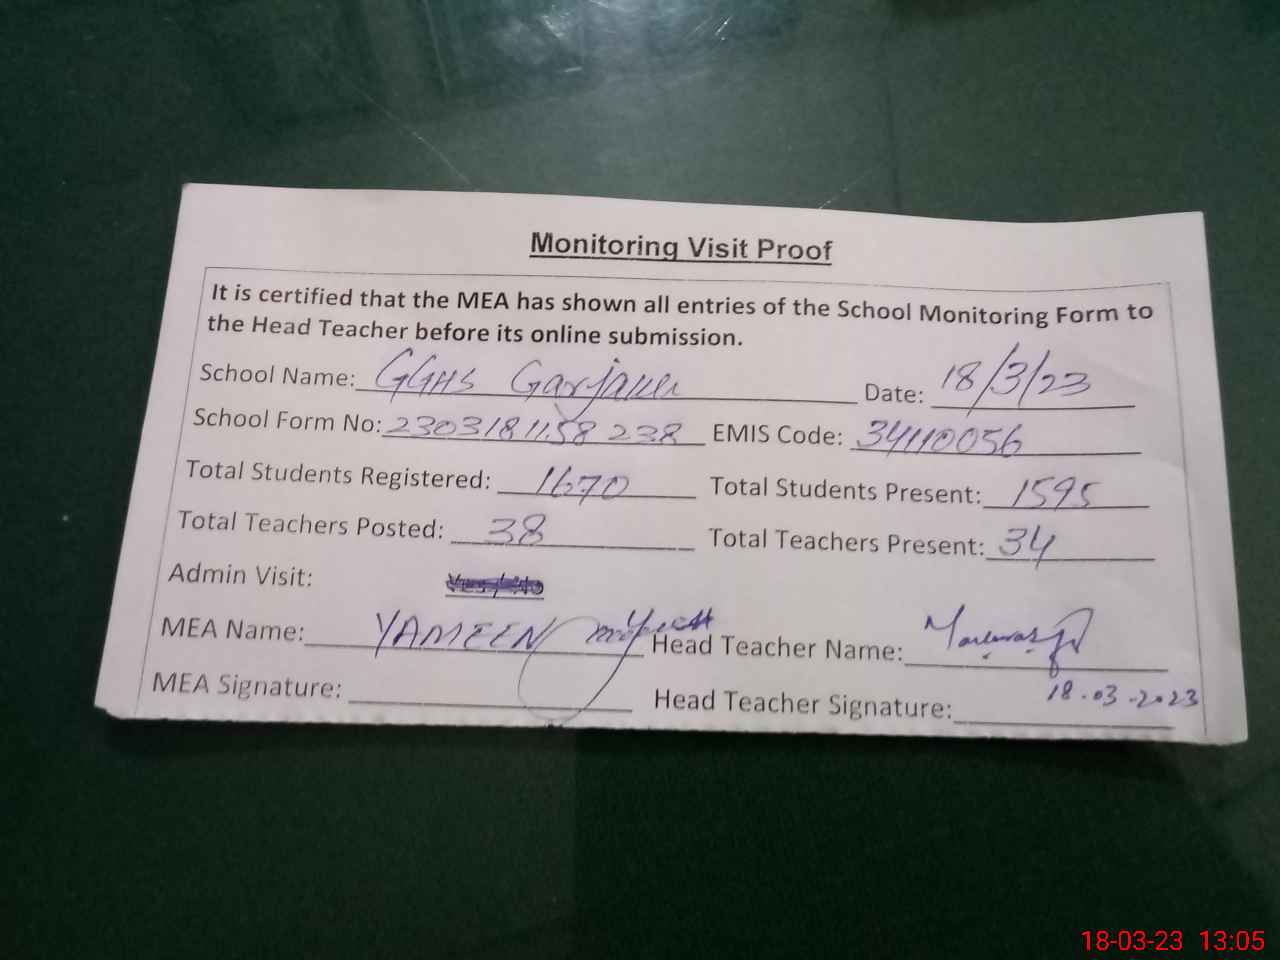 Monitoring Visit Proof
It is certified that the MEA has shown all entries of the School Monitoring Form to
the Head Teacher before its online submission.
School Name: GGHS Garjakh Date: 18/3/23
School Form No: 2303181158238 EMIS Code: 34110056
Total Students Registered: 1670 Total Students Present: 1595
Total Teachers Posted: 38 Total Teachers Present: 34
Admin Visit: Yes / No
MEA Name: YAMEEN Head Teacher Name:
18.03-2023
MEA Signature: Head Teacher Signature:
18-03-23 13:05